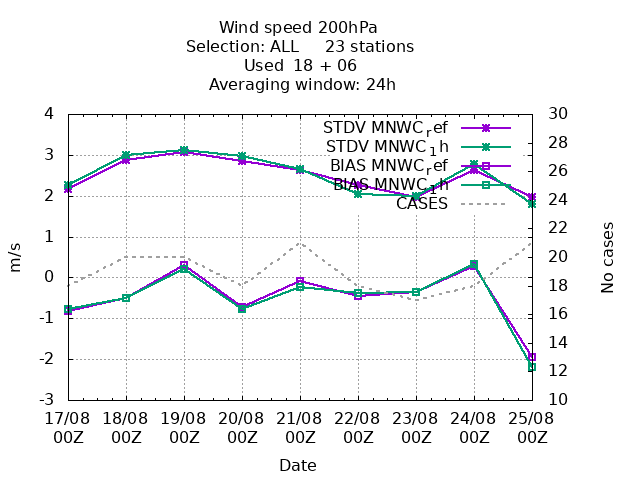 Wind speed 200hPa
Selection: ALL 23 stations
Used 18 + 06
Averaging window: 24h
STDV MNWC_ref
STDV MNWC_1h
BIAS MNWC_ref
BIAS MNWC_1h
CASES
m/s
4
3
2
1
0
-1
-2
-3
30
28
26
24
22
20
18
16
14
12
10
No cases
17/08 18/08 19/08 20/08 21/08 22/08 23/08 24/08 25/08
00Z 00Z 00Z 00Z 00Z 00Z 00Z 00Z 00Z
Date